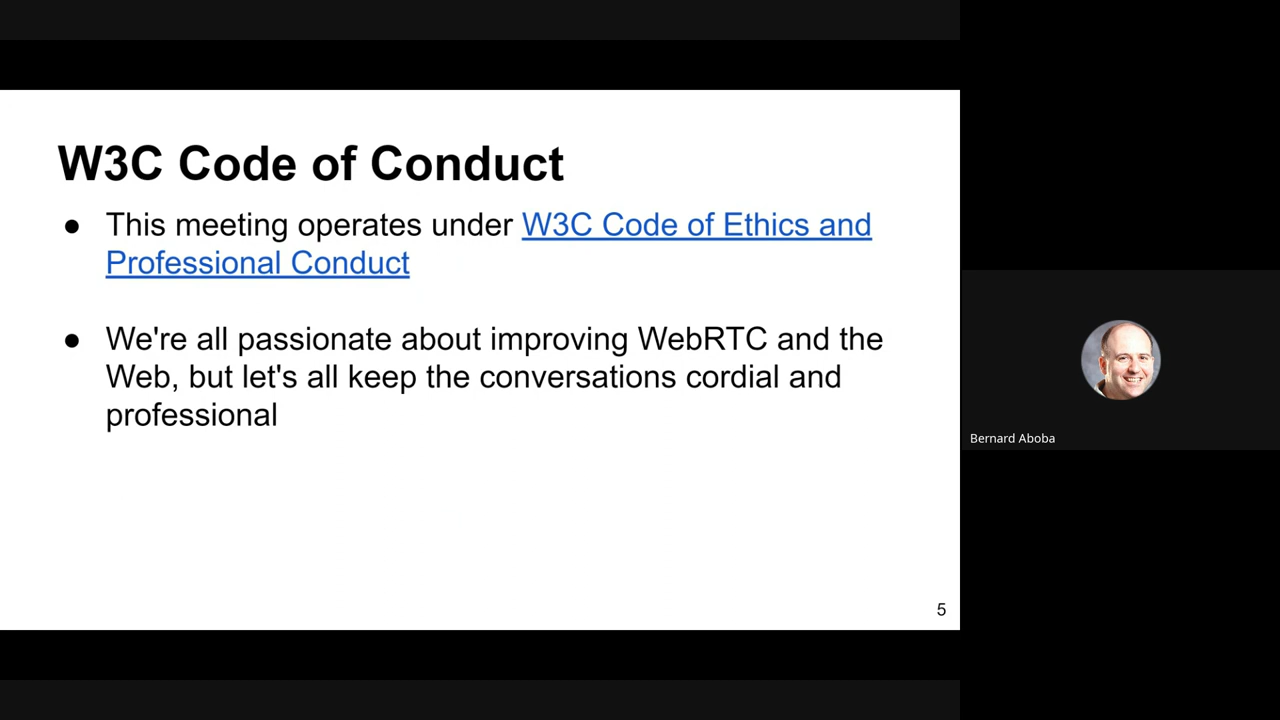 W3C Code of Conduct
● This meeting operates under W3C Code of Ethics and
Professional Conduct
● We're all passionate about improving WebRTC and the
Web, but let's all keep the conversations cordial and
professional
5
Bernard Aboba